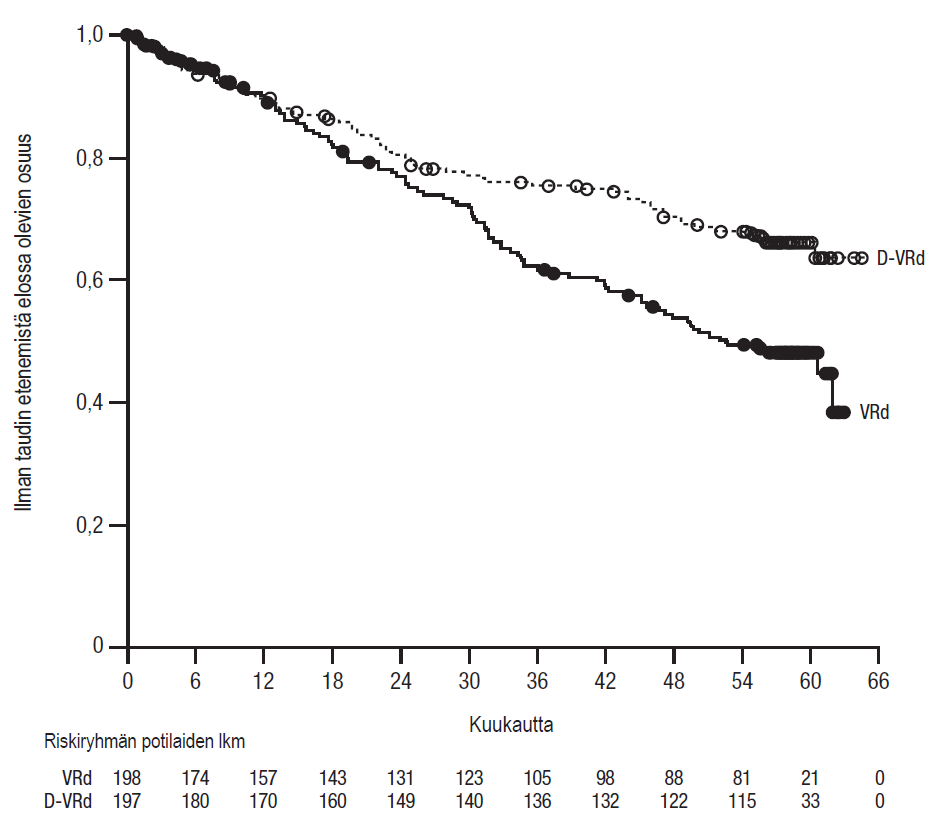 Ilman taudin etenemistä elossa olevien osuus
1,0
0,8
0,6
0,4
0,2
0
D-VRd
VRd
0 6 12 18 24 30 36 42 48 54 60 66
Kuukautta
Riskiryhmän potilaiden lkm
VRd 198 174 157 143 131 123 105 98 88 81 21 0
D-VRd 197 180 170 160 149 140 136 132 122 115 33 0